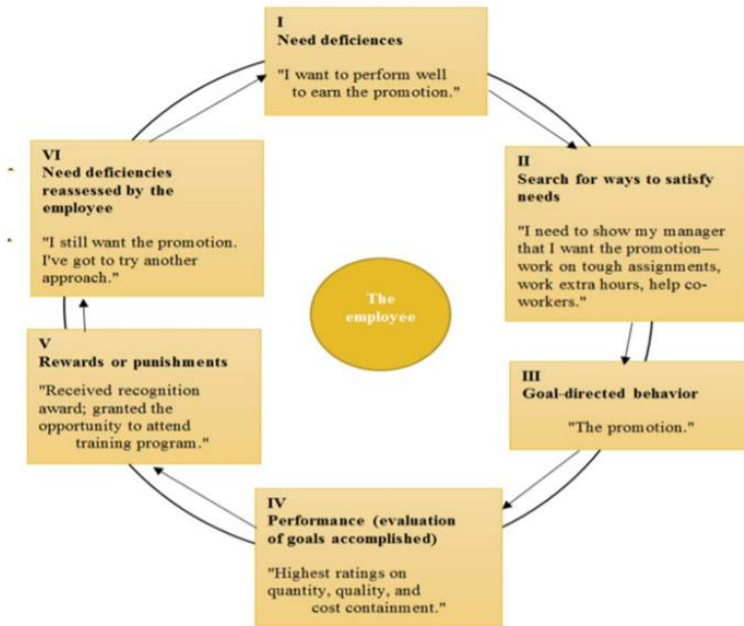 I
Need deficiences
"I want to perform well
to earn the promotion."
II
Search for ways to satisfy
needs
"I need to show my manager
that I want the promotion—
work on tough assignments,
work extra hours, help co-
workers."
III
Goal-directed behavior
"The promotion."
IV
Performance (evaluation
of goals accomplished)
"Highest ratings on
quantity, quality, and
cost containment."
V
Rewards or punishments
"Received recognition
award; granted the
opportunity to attend
training program."
VI
Need deficiencies
reassessed by the
employee
"I still want the promotion.
I've got to try another
approach."
The
employee